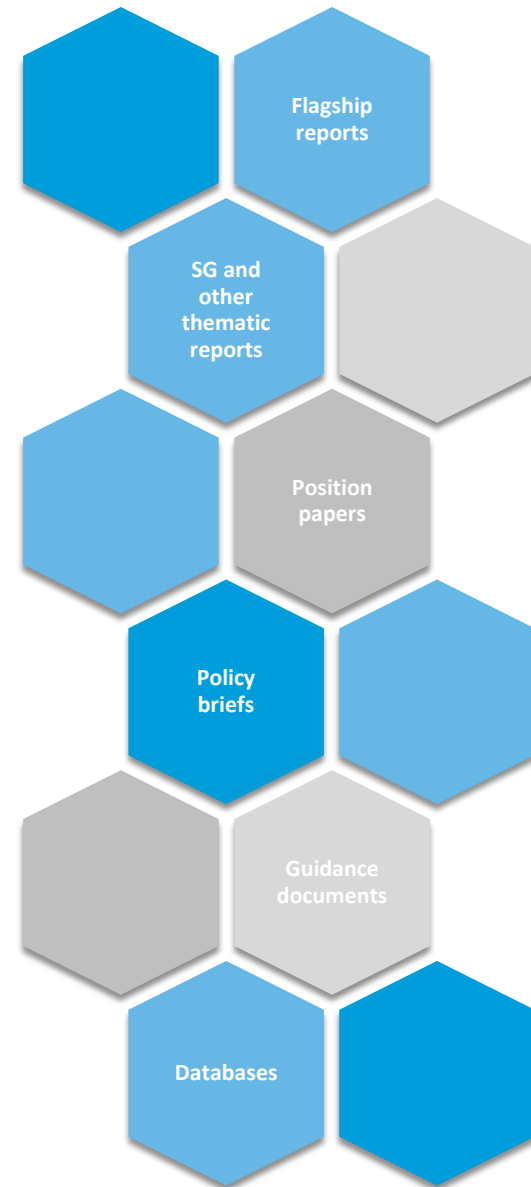 Flagship
reports
SG and
other
thematic
reports
Position
papers
Policy
briefs
Guidance
documents
Databases